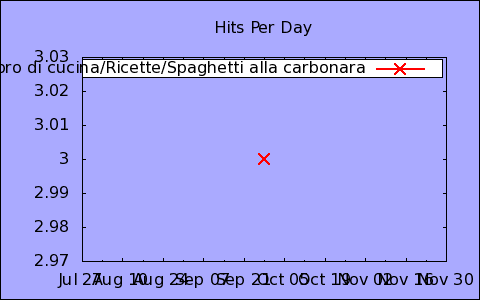 Hits Per Day
3.03
di cucina/Ricette/Spaghetti alla carbonara
3.02
3.01
3
2.99
2.98
2.97
Jul 27 Aug 10 Aug 24 Sep 07 Sep 21 Oct 05 Oct 19 Nov 02 Nov 16 Nov 30